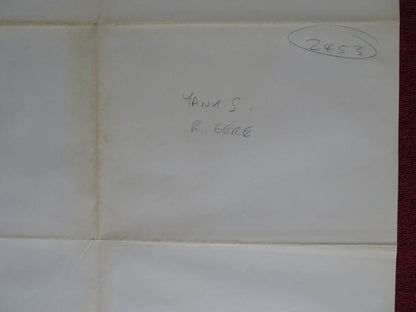 2453
YANKS.
R. GERE